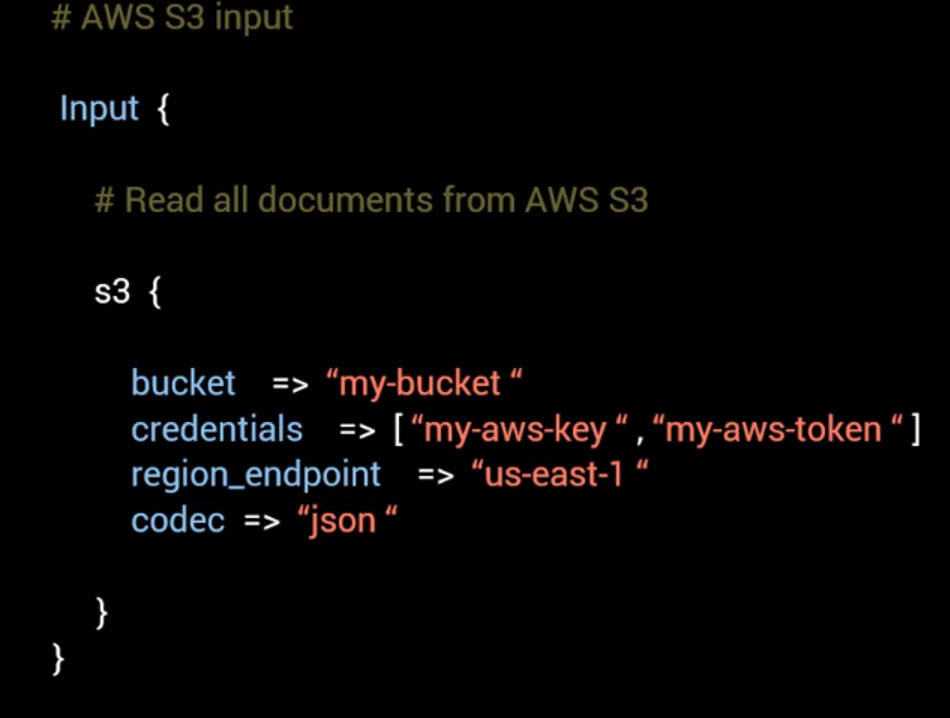 # AWS S3 input
Input {
# Read all documents from AWS S3
s3 {
bucket => “my-bucket “
credentials => [ “my-aws-key “ , “my-aws-token “ ]
region_endpoint => “us-east-1 “
codec => “json “
}
}